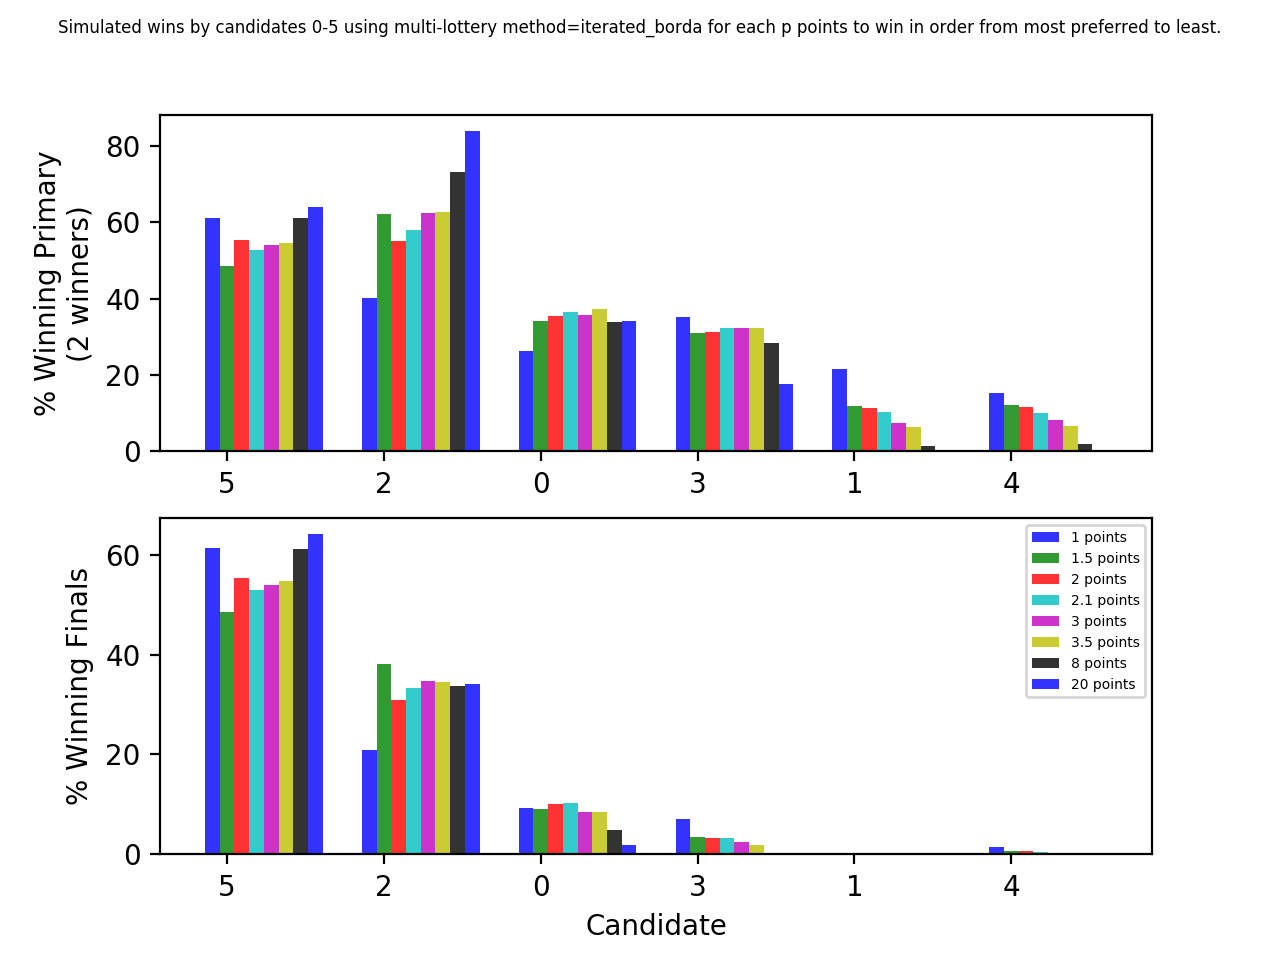 Simulated wins by candidates 0-5 using multi-lottery method=iterated_borda for each p points to win in order from most preferred to least.
% Winning Primary
(2 winners)
80
60
40
20
0
5 2 0 3 1 4
% Winning Finals
60
40
20
0
1 points
1.5 points
2 points
2.1 points
3 points
3.5 points
8 points
20 points
5 2 0 3 1 4
Candidate